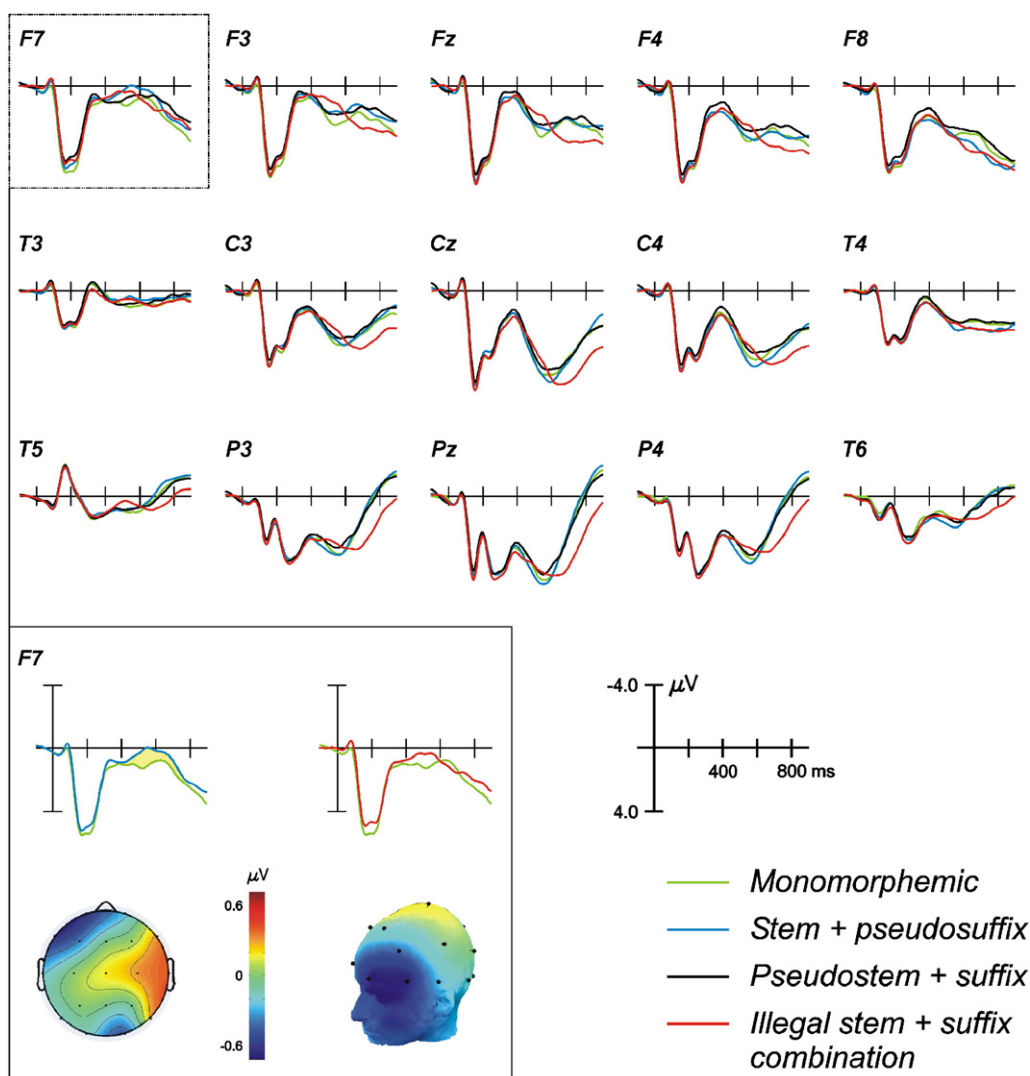 F7 F3 Fz F4 F8
T3 C3 Cz C4 T4
T5 P3 Pz P4 T6
F7
-4.0 μV
400 800 ms
4.0
μV
0.6
0
-0.6
Monomorphemic
Stem + pseudosuffix
Pseudostem + suffix
Illegal stem + suffix
combination